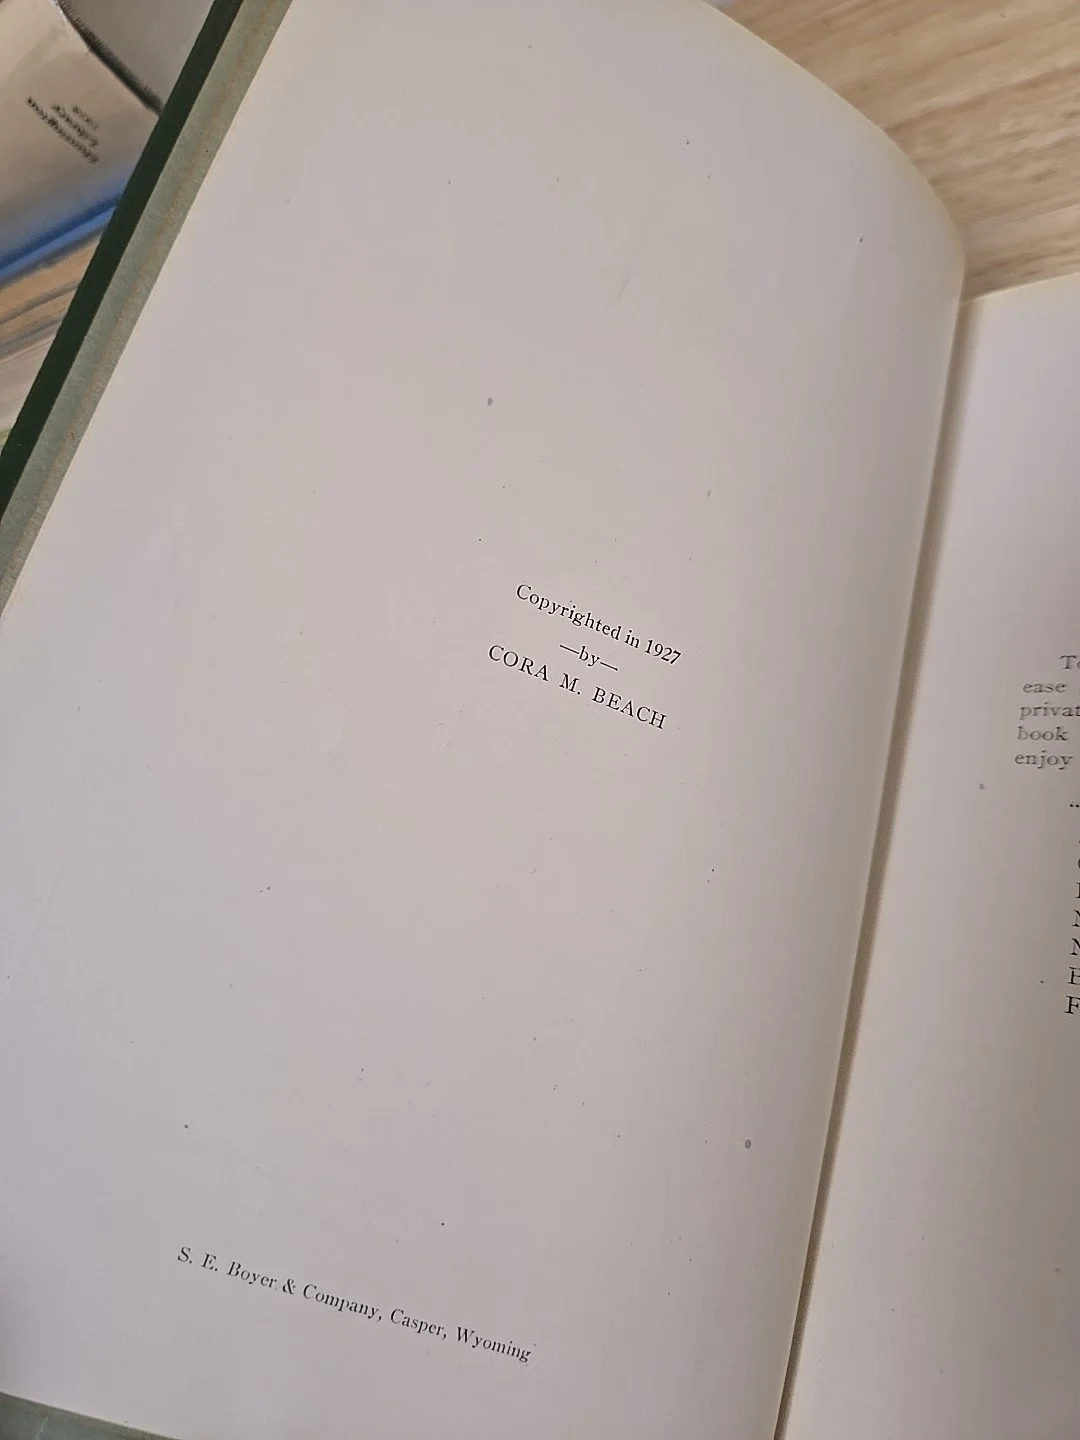 Copyrighted in 1927
—by—
CORA M. BEACH
S. E. Boyer & Company, Casper, Wyoming
ease
book
enjoy